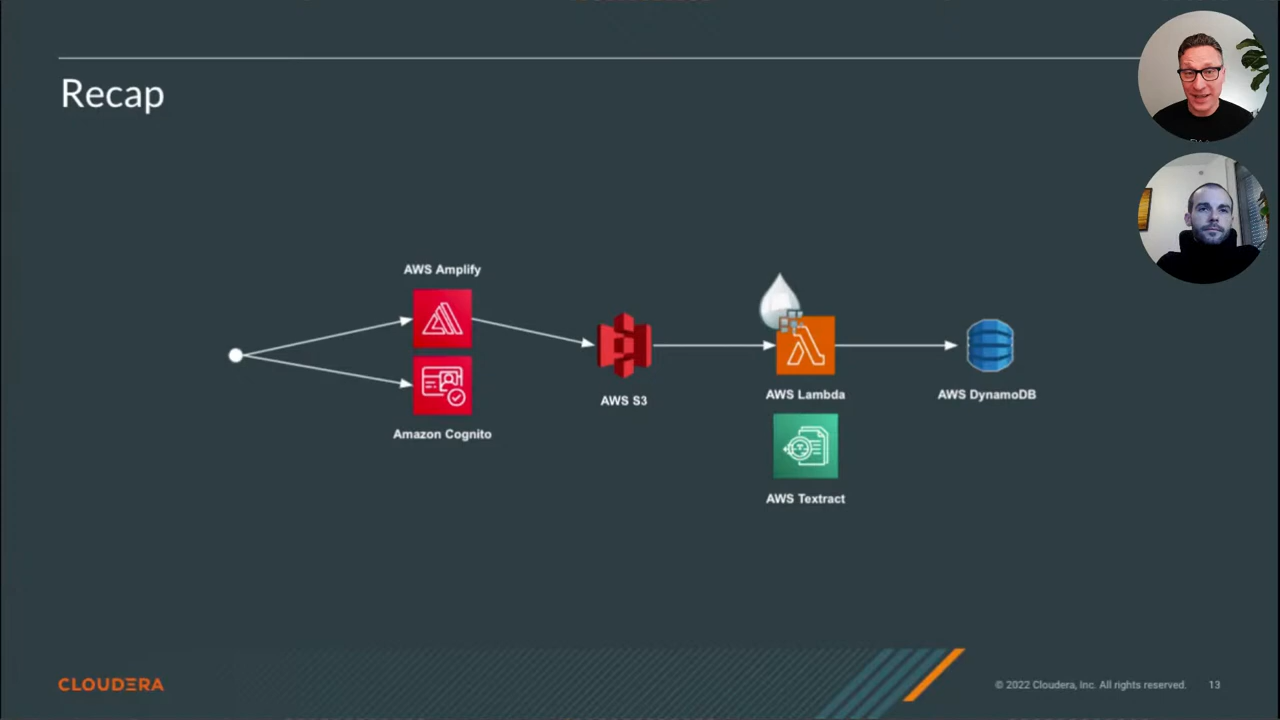 Recap
AWS Amplify
Amazon Cognito
AWS S3
AWS Lambda
AWS Textract
AWS DynamoDB
CLOUDERA
© 2022 Cloudera, Inc. All rights reserved.
13